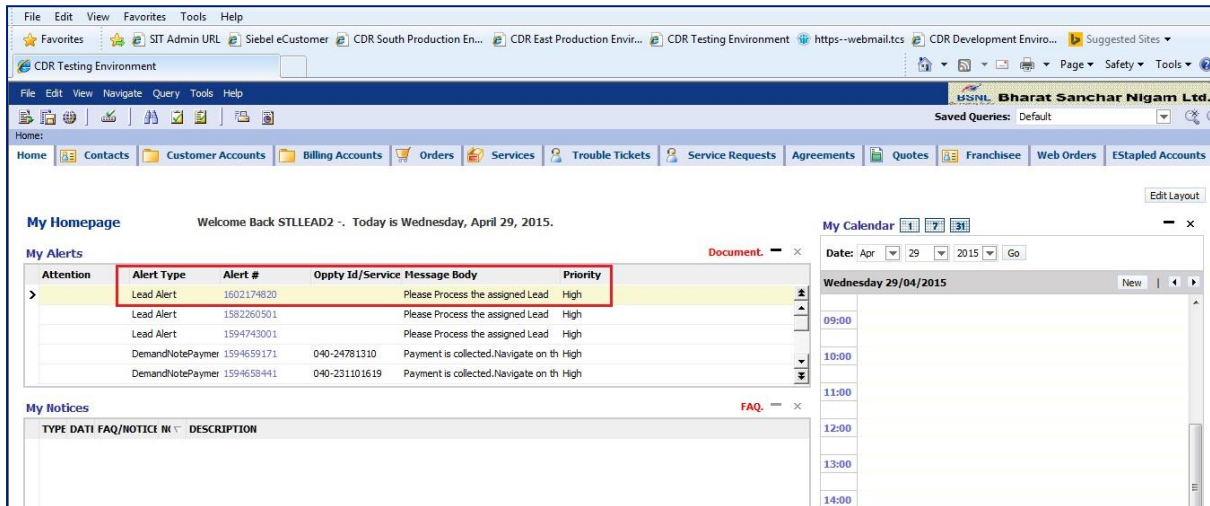 File Edit View Favorites Tools Help
Favorites SIT Admin URL Siebel eCustomer CDR South Production En... CDR East Production Envir... CDR Testing Environment https--webmail.tcs CDR Development Enviro... Suggested Sites
CDR Testing Environment Page Safety Tools
File Edit View Navigate Query Tools Help BSNL Bharat Sanchar Nigam Ltd.
Saved Queries: Default
Home:
Home Contacts Customer Accounts Billing Accounts Orders Services Trouble Tickets Service Requests Agreements Quotes Franchisee Web Orders EStapled Accounts
Edit Layout
My Homepage Welcome Back STLLEAD2 -. Today is Wednesday, April 29, 2015.
My Alerts Document.
Attention Alert Type Alert # Oppty Id/Service Message Body Priority
Lead Alert 1602174820 Please Process the assigned Lead High
Lead Alert 1582260501 Please Process the assigned Lead High
Lead Alert 1594743001 Please Process the assigned Lead High
DemandNotePaymer 1594659171 040-24781310 Payment is collected.Navigate on th High
DemandNotePaymer 1594658441 040-231101619 Payment is collected.Navigate on th High
My Notices FAQ.
TYPE DATI FAQ/NOTICE DESCRIPTION
My Calendar 1 7 31
Date: Apr 29 2015 Go
Wednesday 29/04/2015 New
09:00
10:00
11:00
12:00
13:00
14:00